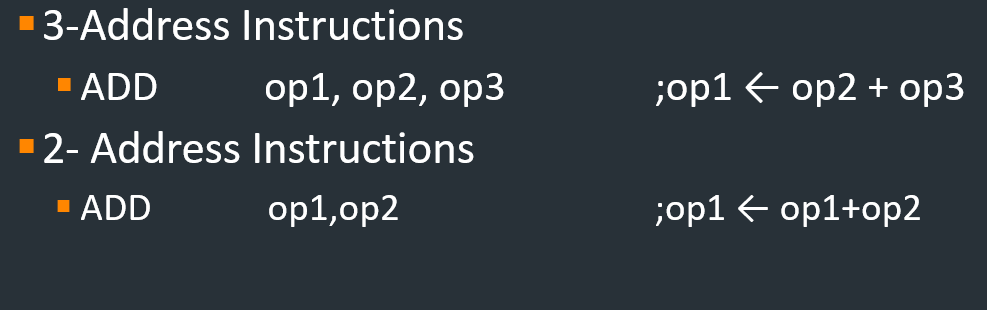 ▪ 3-Address Instructions
▪ ADD op1, op2, op3 ;op1 ← op2 + op3
▪ 2- Address Instructions
▪ ADD op1,op2 ;op1 ← op1+op2